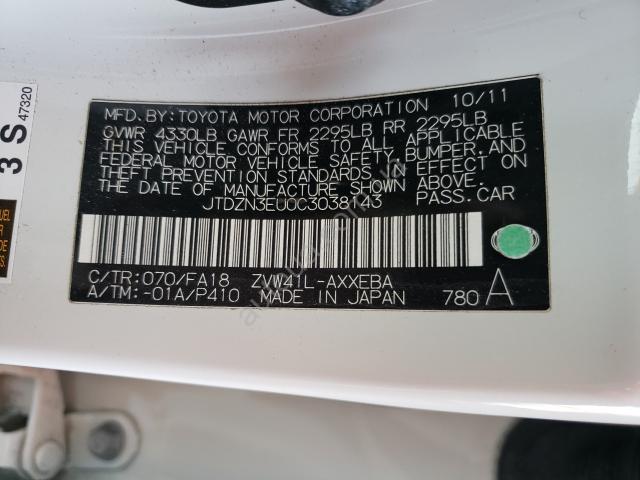 MFD. BY: TOYOTA MOTOR CORPORATION 10/11
GVWR 4330LB GAWR FR 2295LB RR 2295LB
THIS VEHICLE CONFORMS TO ALL APPLICABLE
FEDERAL MOTOR VEHICLE SAFETY, BUMPER, AND
THEFT PREVENTION STANDARDS IN EFFECT ON
THE DATE OF MANUFACTURE SHOWN ABOVE.
JTDZN3EU0C3038143 PASS. CAR
C/TR: 070/FA18 ZVW41L-AXXEBA
A/TM: -01A/P410 MADE IN JAPAN 780 A
3 S
47320